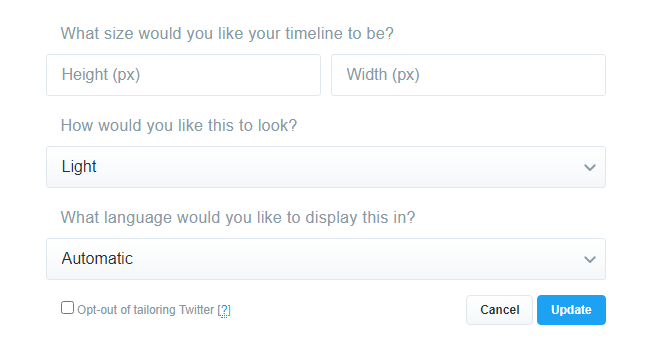 What size would you like your timeline to be?
Height (px) Width (px)
How would you like this to look?
Light
What language would you like to display this in?
Automatic
Opt-out of tailoring Twitter [?] Cancel Update